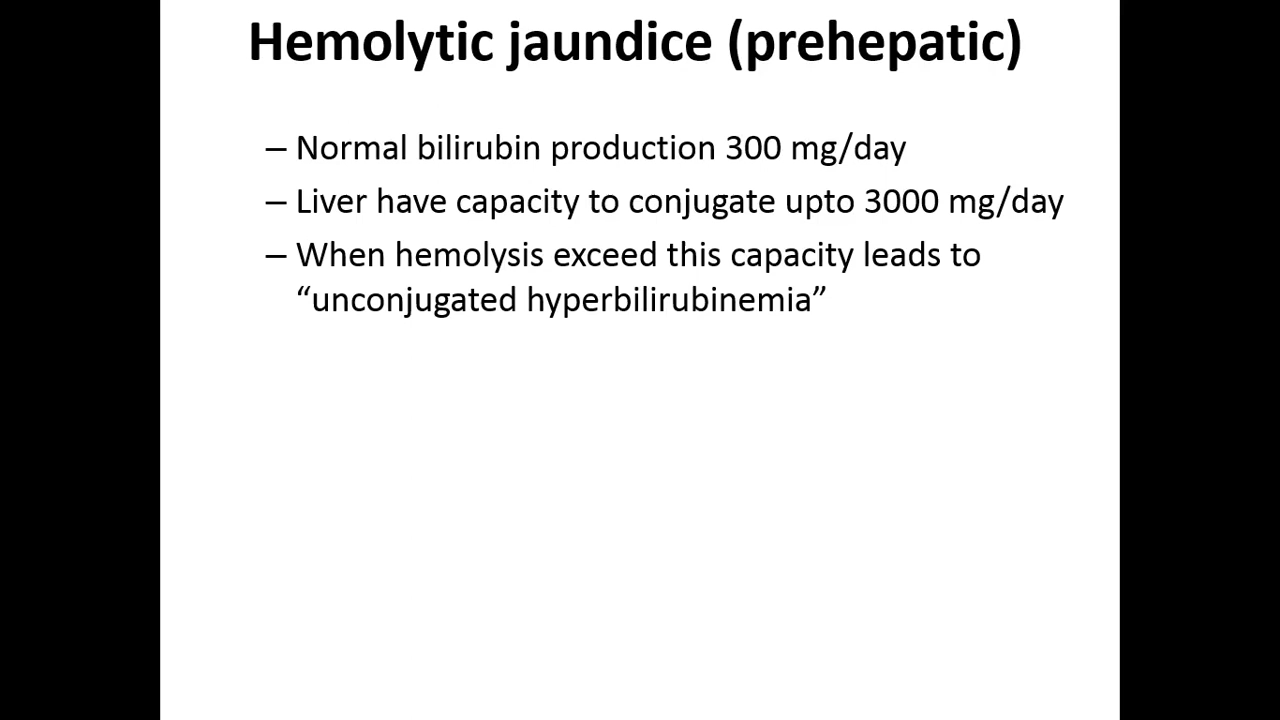 Hemolytic jaundice (prehepatic)
– Normal bilirubin production 300 mg/day
– Liver have capacity to conjugate upto 3000 mg/day
– When hemolysis exceed this capacity leads to
“unconjugated hyperbilirubinemia”